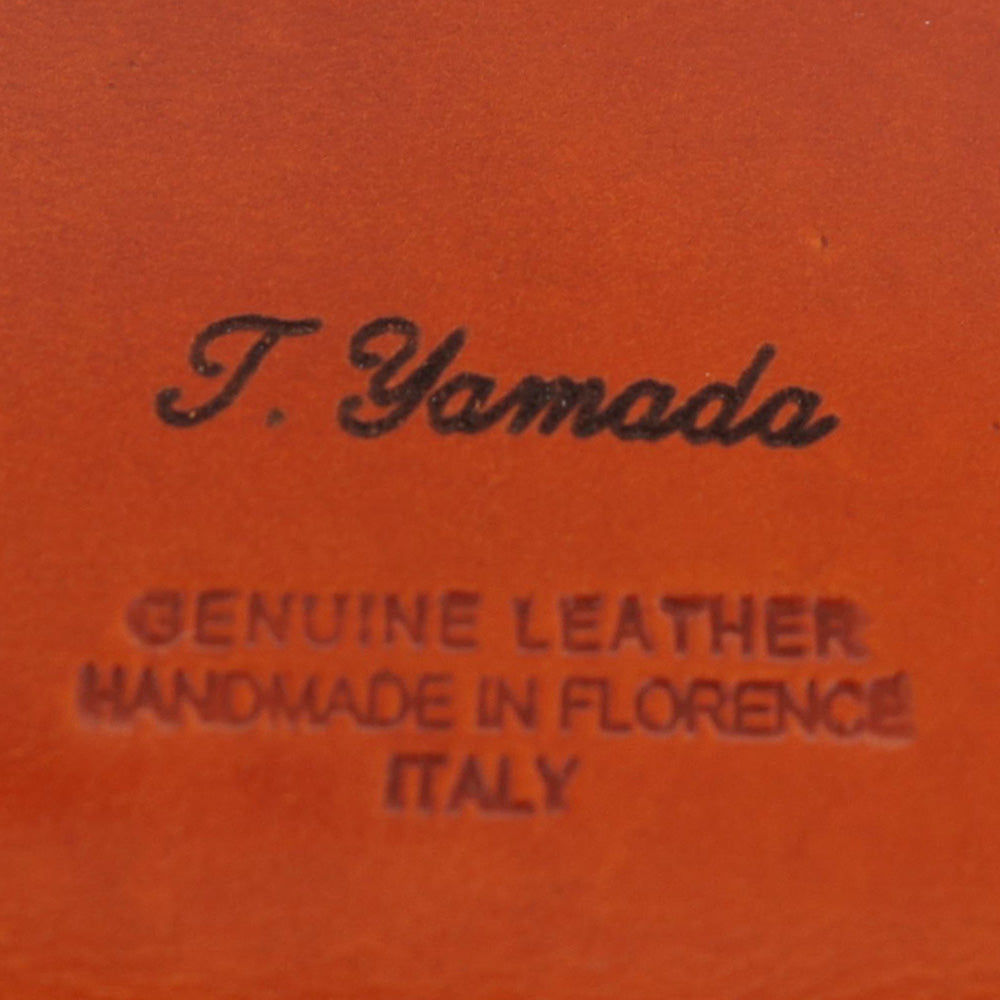 T. Yamada
GENUINE LEATHER
HANDMADE IN FLORENCE
ITALY